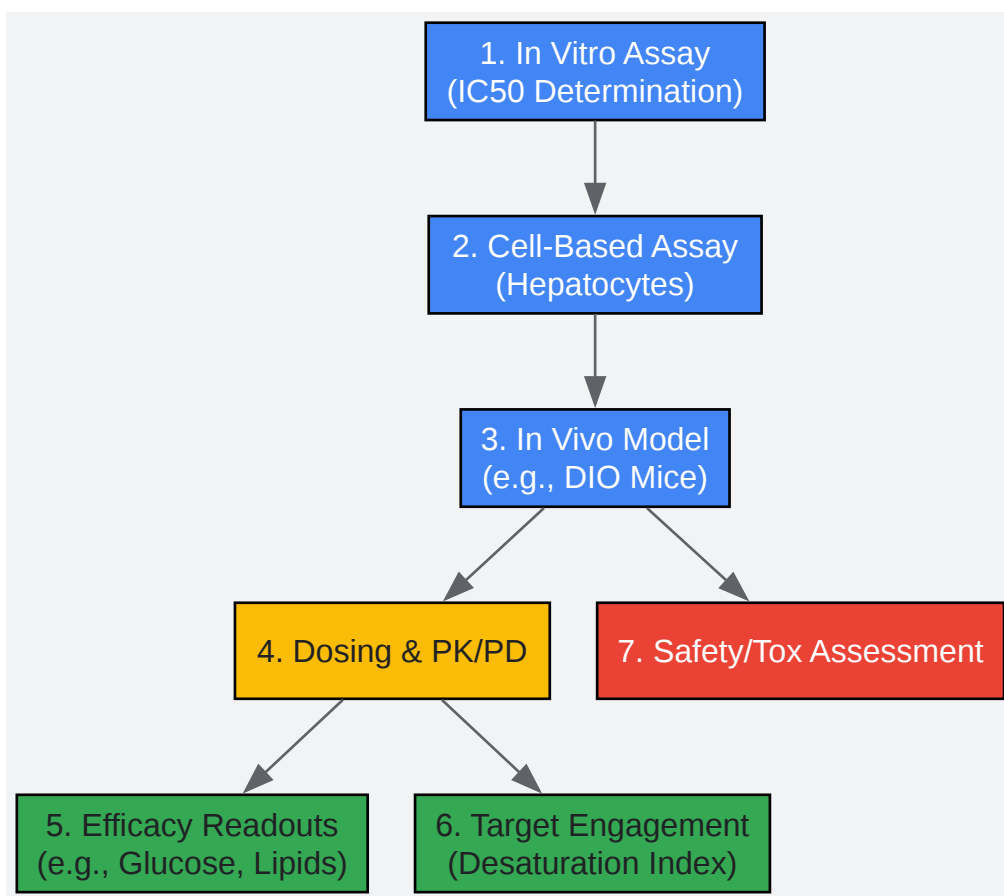 1. In Vitro Assay
(IC50 Determination)
2. Cell-Based Assay
(Hepatocytes)
3. In Vivo Model
(e.g., DIO Mice)
4. Dosing & PK/PD
7. Safety/Tox Assessment
5. Efficacy Readouts
(e.g., Glucose, Lipids)
6. Target Engagement
(Desaturation Index)